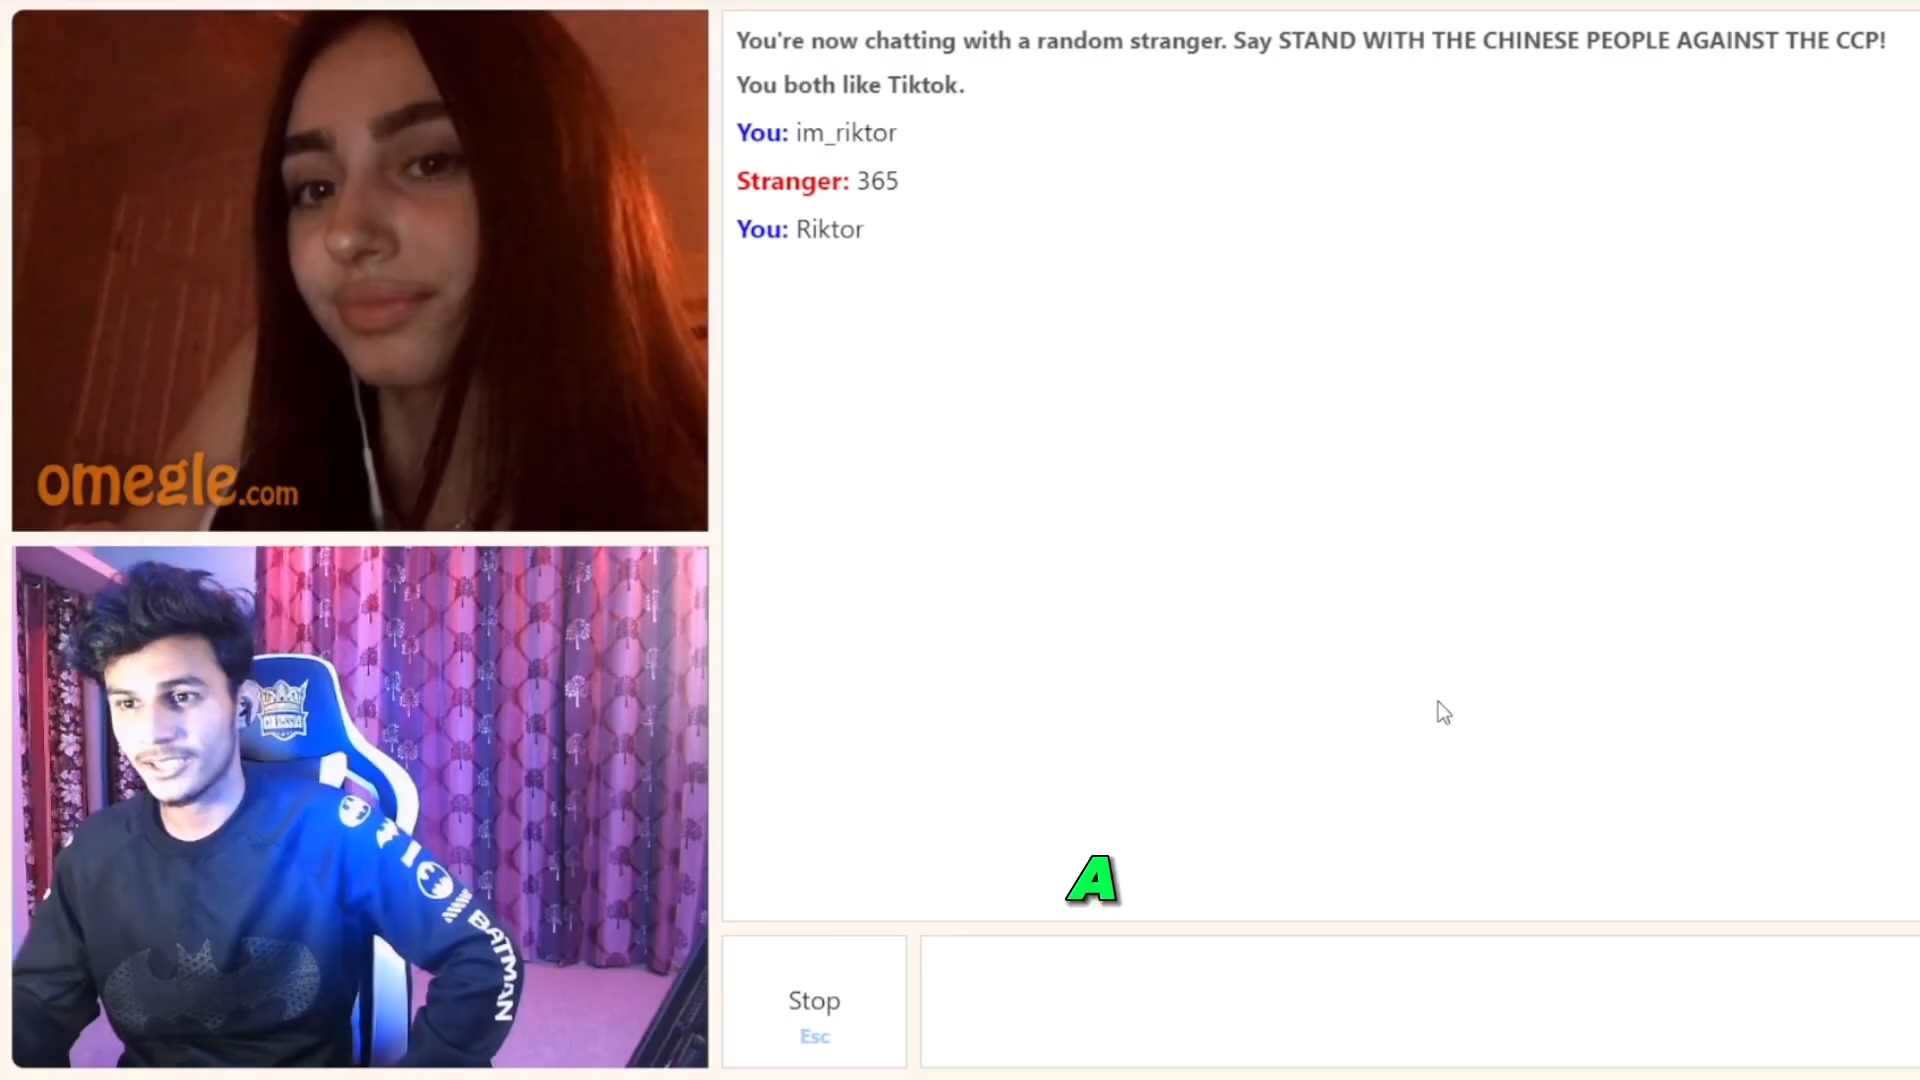 You're now chatting with a random stranger. Say STAND WITH THE CHINESE PEOPLE AGAINST THE CCP!
You both like Tiktok.
You: im_riktor
Stranger: 365
You: Riktor
omegle.com
COLOSSUS
BATMAN
A
Stop
Esc